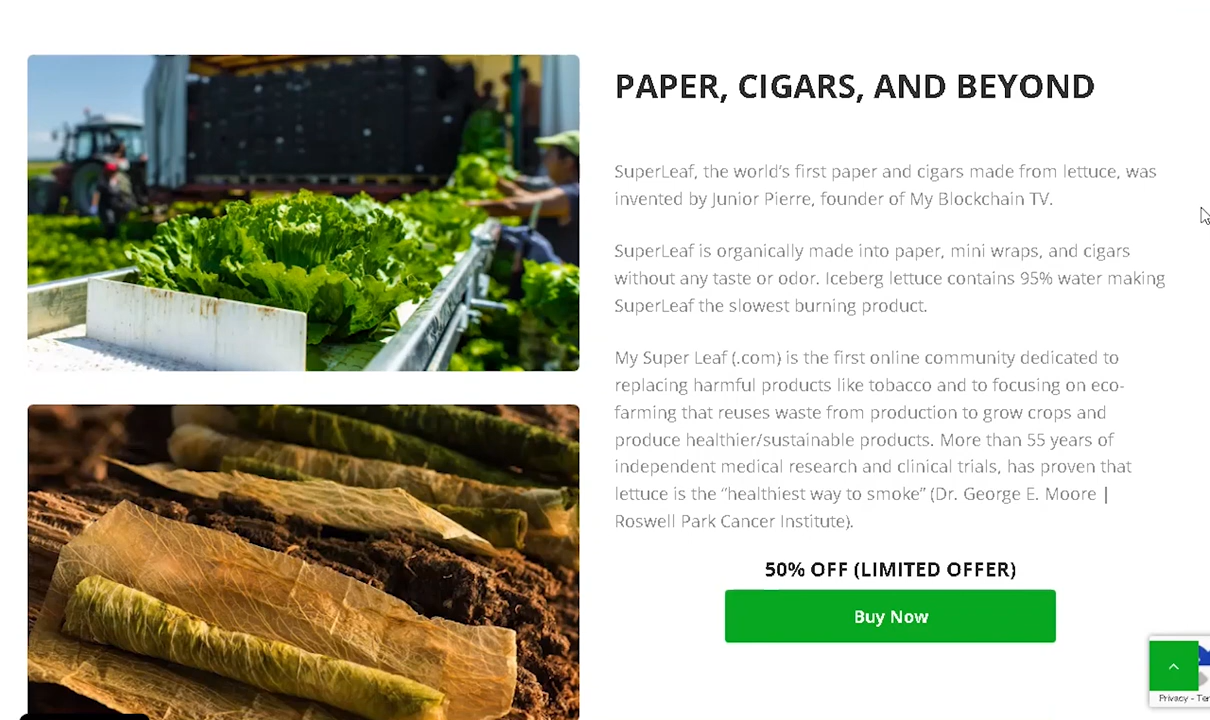 PAPER, CIGARS, AND BEYOND
SuperLeaf, the world's first paper and cigars made from lettuce, was
invented by Junior Pierre, founder of My Blockchain TV.
SuperLeaf is organically made into paper, mini wraps, and cigars
without any taste or odor. Iceberg lettuce contains 95% water making
SuperLeaf the slowest burning product.
My Super Leaf (.com) is the first online community dedicated to
replacing harmful products like tobacco and to focusing on eco-
farming that reuses waste from production to grow crops and
produce healthier/sustainable products. More than 55 years of
independent medical research and clinical trials, has proven that
lettuce is the “healthiest way to smoke” (Dr. George E. Moore |
Roswell Park Cancer Institute).
50% OFF (LIMITED OFFER)
Buy Now
Privacy - Ter